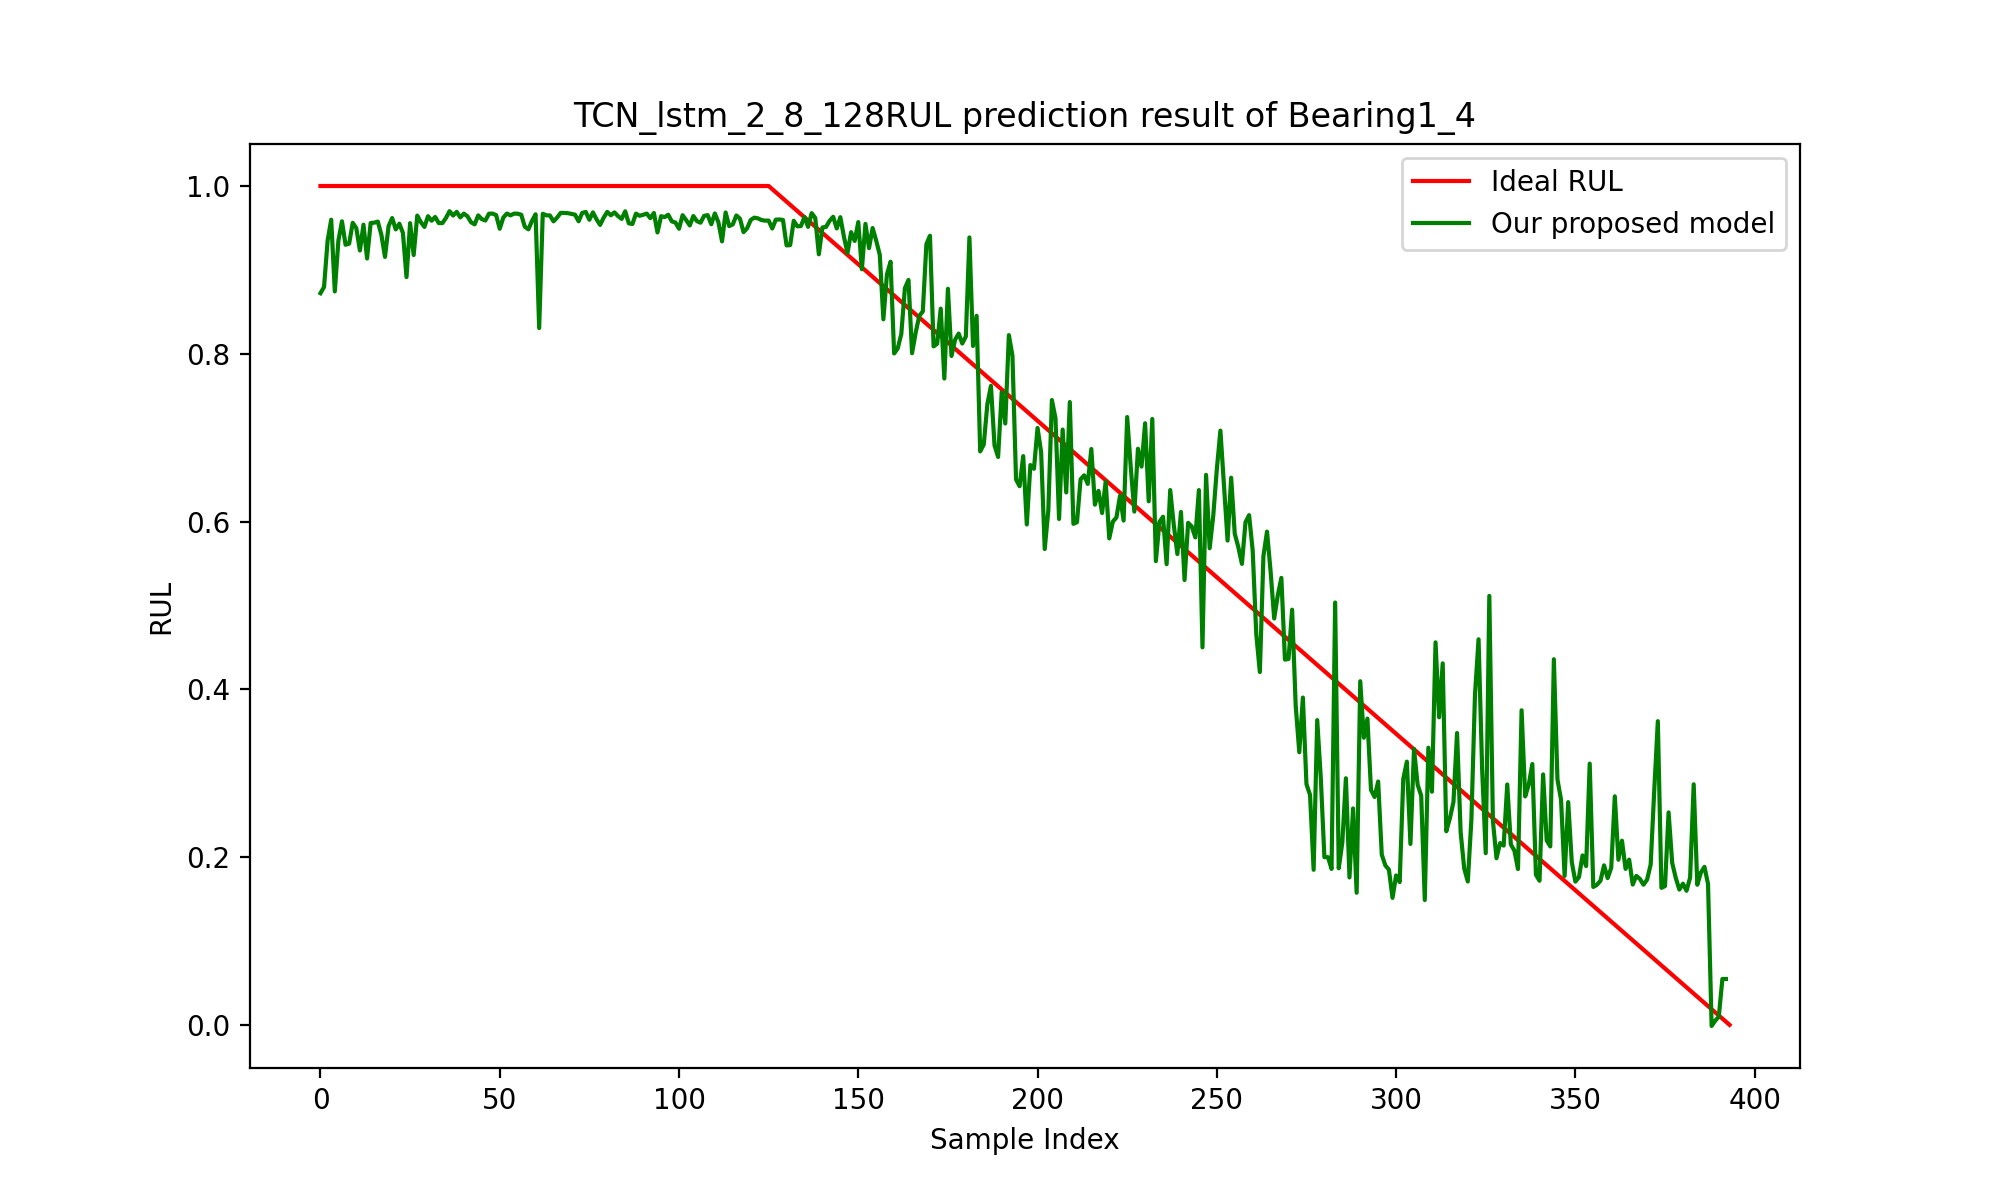 TCN_lstm_2_8_128RUL prediction result of Bearing1_4
Ideal RUL
Our proposed model
1.0
0.8
0.6
0.4
0.2
0.0
RUL
0 50 100 150 200 250 300 350 400
Sample Index